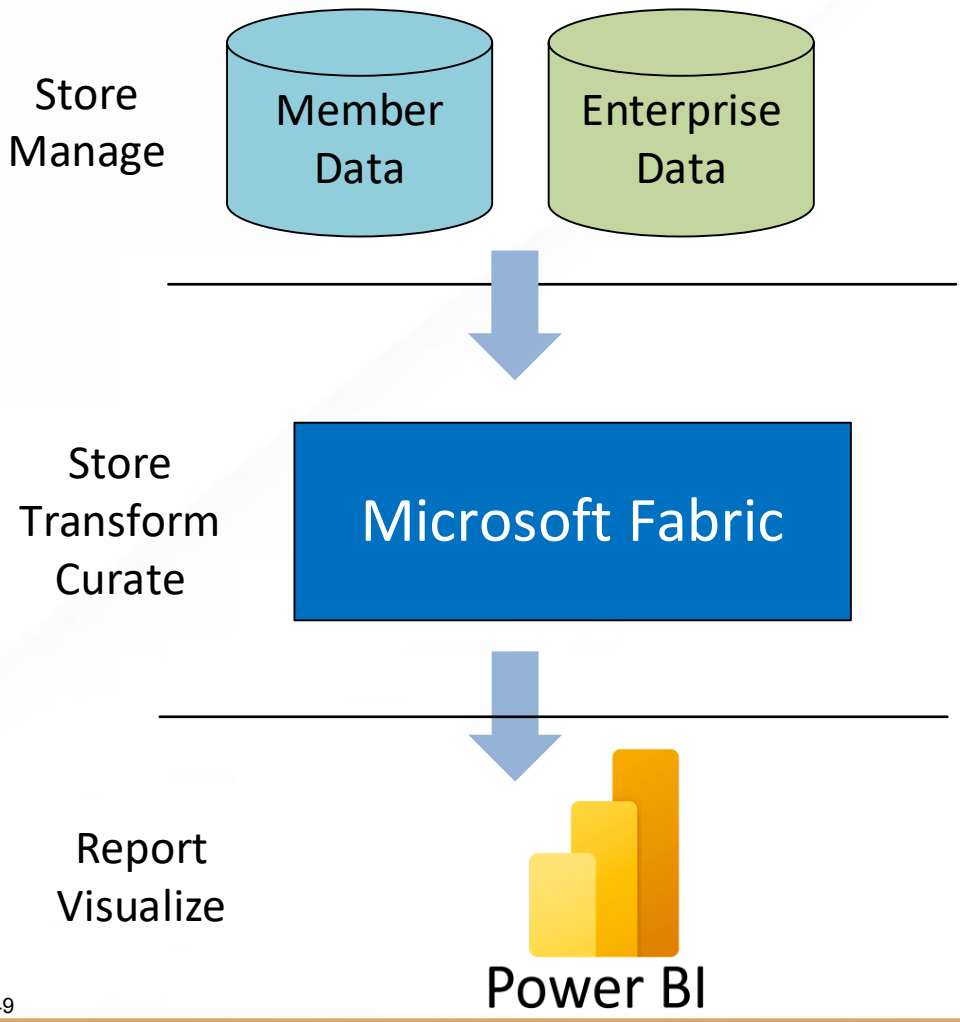 Store
Manage
Member
Data
Enterprise
Data
Store
Transform
Curate
Microsoft Fabric
Report
Visualize
Power BI